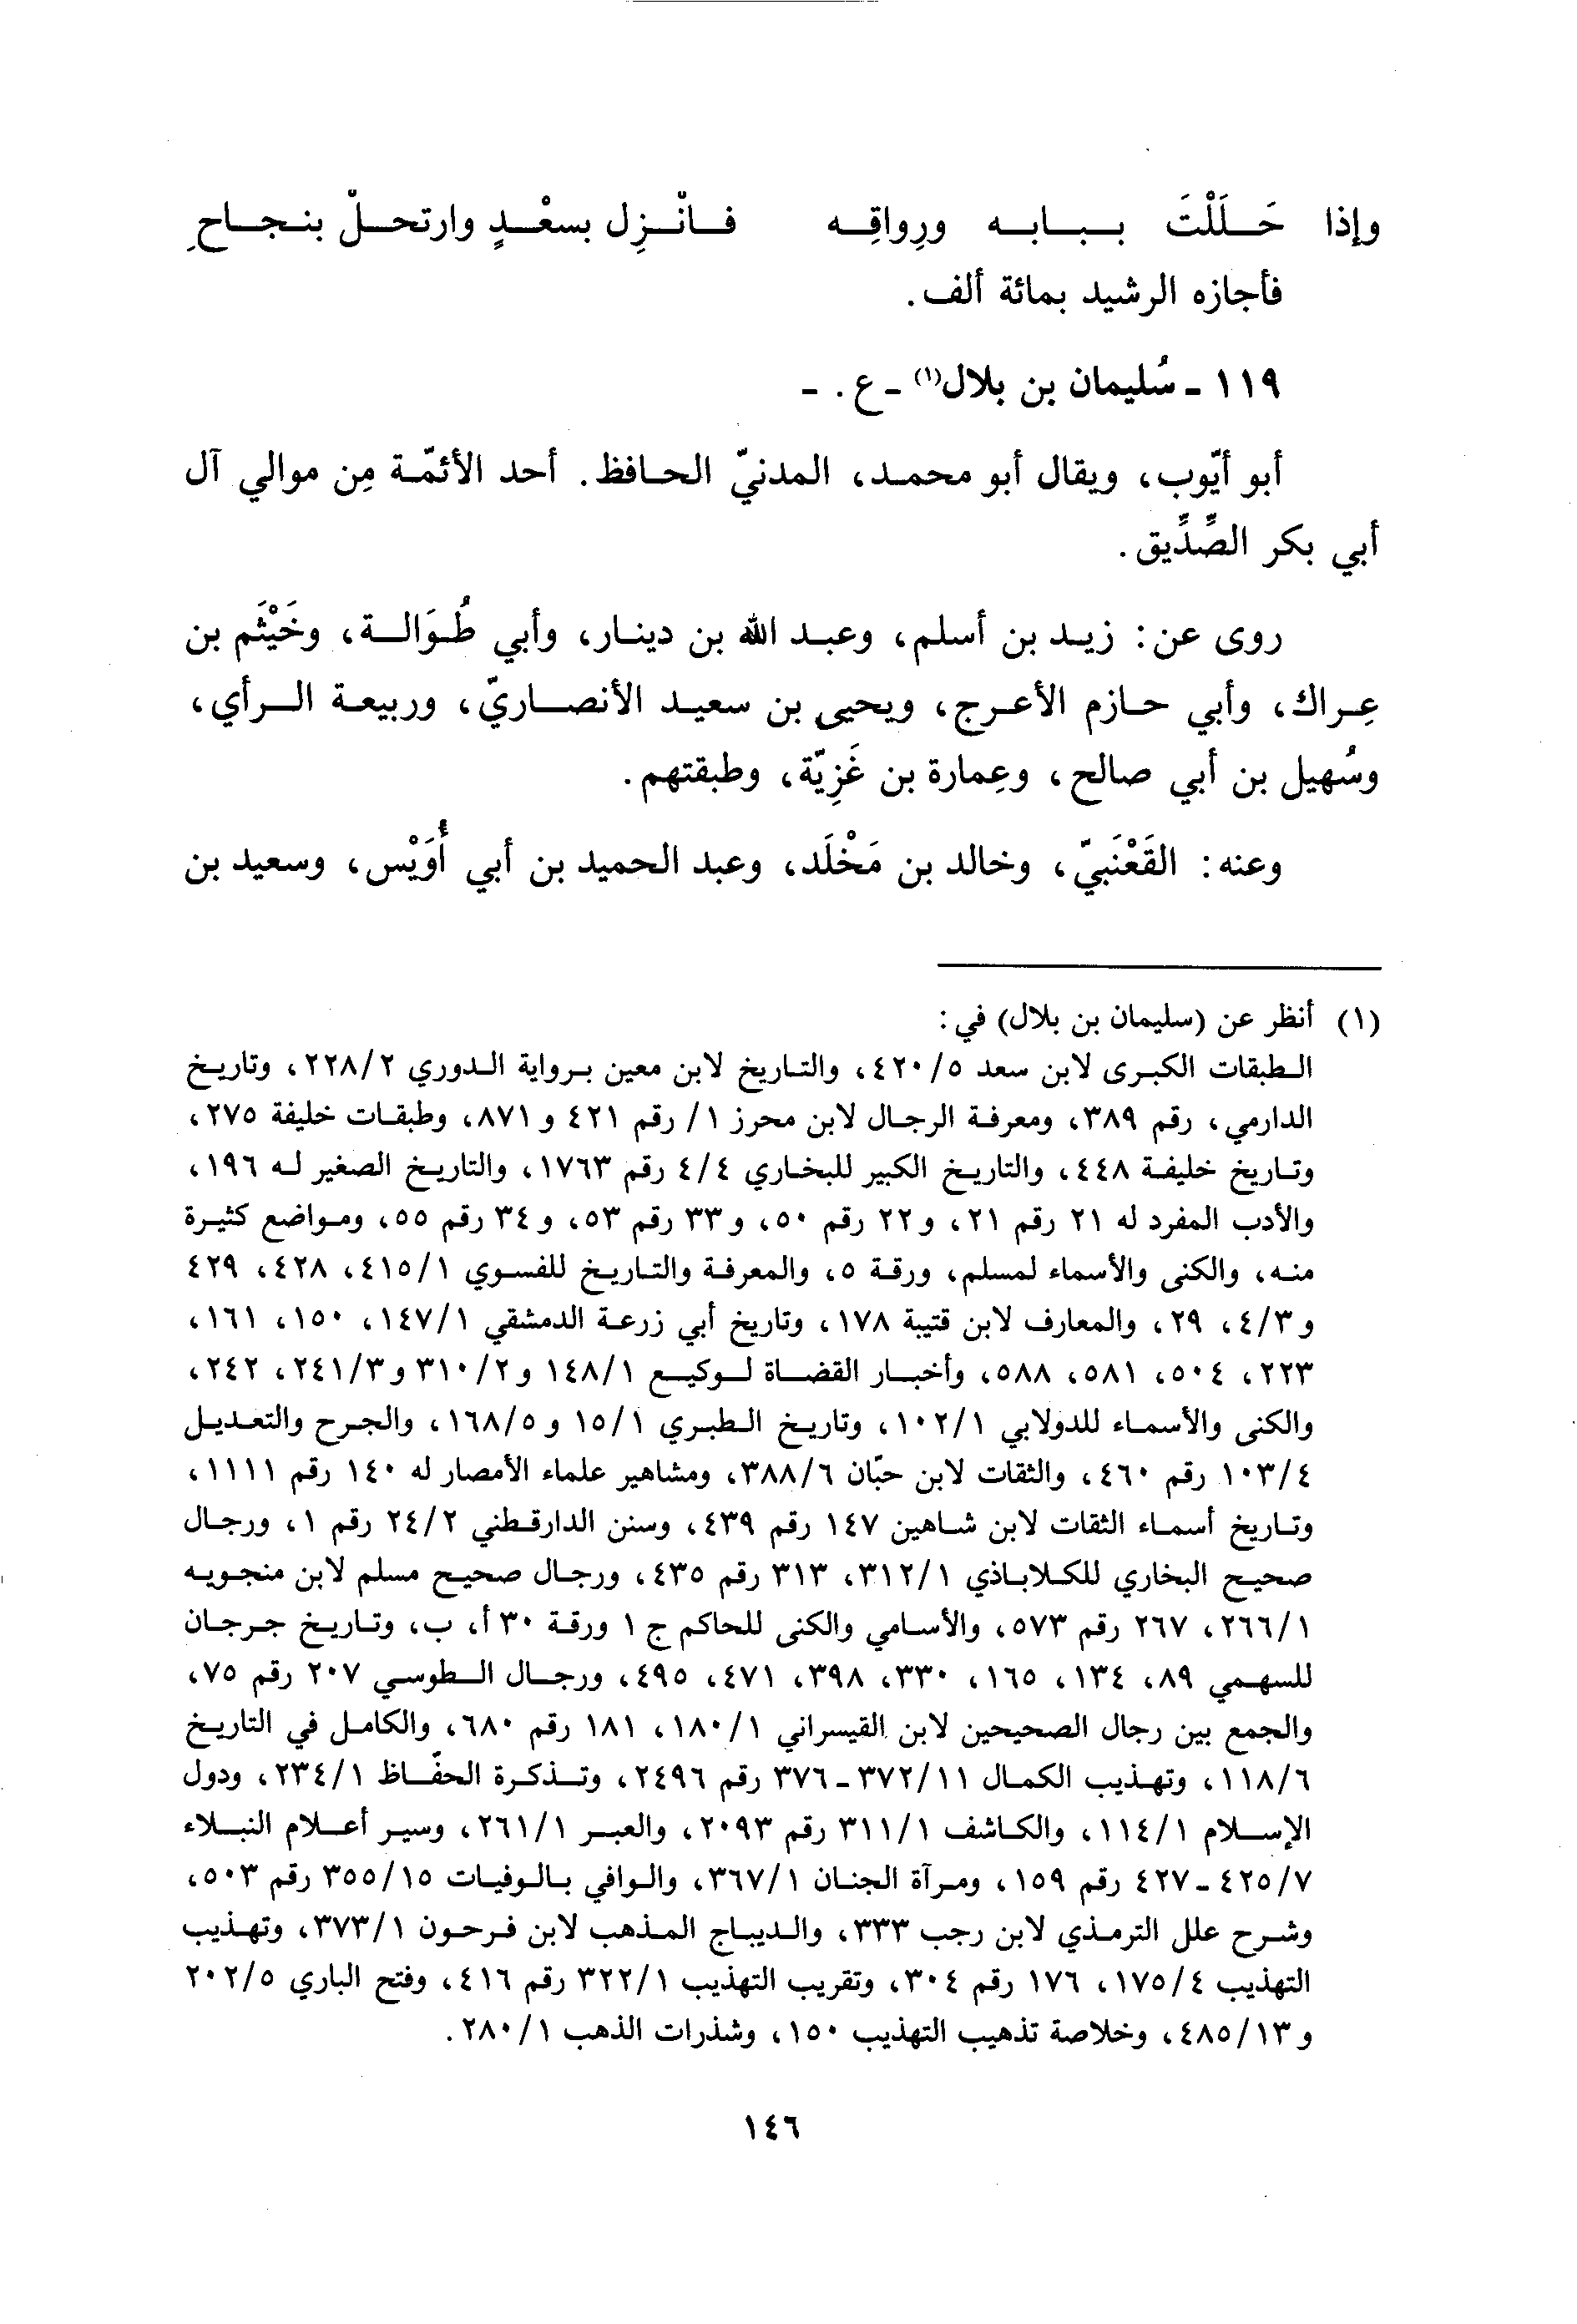 وإذا حَـلَلْتَ بـبـابـه ورِواقِـه فـانْـزِل بسعْـدٍ وارتحـلْ بنـجـاحِ
فأجازه الرشيد بمائة ألف.
١١٩ - سُليمان بن بلال(١) - ع. -
أبو أيّوب، ويقال أبو محمد، المدنيّ الحافظ. أحد الأئمّة مِن موالي آل
أبي بكر الصِّدِّيق.
روى عن: زيد بن أسلم، وعبد الله بن دينار، وأبي طُوَالة، وخَيْثَم بن
عِراك، وأبي حازم الأعرج، ويحيى بن سعيد الأنصاريّ، وربيعة الرأي،
وسُهيل بن أبي صالح، وعِمارة بن غَزِيّة، وطبقتهم.
وعنه: القَعْنَبيّ، وخالد بن مَخْلَد، وعبد الحميد بن أبي أُوَيْس، وسعيد بن
(١) أنظر عن (سليمان بن بلال) في:
الطبقات الكبرى لابن سعد ٤٢٠/٥، والتاريخ لابن معين برواية الدوري ٢٢٨/٢، وتاريخ
الدارمي، رقم ٣٨٩، ومعرفة الرجال لابن محرز ١/ رقم ٤٢١ و ٨٧١، وطبقات خليفة ٢٧٥،
وتاريخ خليفة ٤٤٨، والتاريخ الكبير للبخاري ٤/٤ رقم ١٧٦٣، والتاريخ الصغير له ١٩٦،
والأدب المفرد له ٢١ رقم ٢١، و٢٢ رقم ٥٠، و٣٣ رقم ٥٣، و٣٤ رقم ٥٥، ومواضع كثيرة
منه، والكنى والأسماء لمسلم، ورقة ٥، والمعرفة والتاريخ للفسوي ٤١٥/١، ٤٢٨، ٤٢٩
و ٤/٣، ٢٩، والمعارف لابن قتيبة ١٧٨، وتاريخ أبي زرعة الدمشقي ١٤٧/١، ١٥٠، ١٦١،
٢٢٣، ٥٠٤، ٥٨١، ٥٨٨، وأخبار القضاة لوكيع ١٤٨/١ و ٣١٠/٢ و٢٤١/٣، ٢٤٢،
والكنى والأسماء للدولابي ١٠٢/١، وتاريخ الطبري ١٥/١ و ١٦٨/٥، والجرح والتعديل
١٠٣/٤ رقم ٤٦٠، والثقات لابن حبّان ٣٨٨/٦، ومشاهير علماء الأمصار له ١٤٠ رقم ١١١١،
وتاريخ أسماء الثقات لابن شاهين ١٤٧ رقم ٤٣٩، وسنن الدارقطني ٢٤/٢ رقم ١، ورجال
صحيح البخاري للكلاباذي ٣١٢/١، ٣١٣ رقم ٤٣٥، ورجال صحيح مسلم لابن منجويه
٢٦٦/١، ٢٦٧ رقم ٥٧٣، والأسامي والكنى للحاكم ج ١ ورقة ٣٠ أ، ب، وتاريخ جرجان
للسهمي ٨٩، ١٣٤، ١٦٥، ٣٣٠، ٣٩٨، ٤٧١، ٤٩٥، ورجال الطوسي ٢٠٧ رقم ٧٥،
والجمع بين رجال الصحيحين لابن القيسراني ١٨٠/١، ١٨١ رقم ٦٨٠، والكامل في التاريخ
١١٨/٦، وتهذيب الكمال ٣٧٢/١١ - ٣٧٦ رقم ٢٤٩٦، وتذكرة الحفّاظ ٢٣٤/١، ودول
الإسلام ١١٤/١، والكاشف ٣١١/١ رقم ٢٠٩٣، والعبر ٢٦١/١، وسير أعلام النبلاء
٤٢٥/٧ - ٤٢٧ رقم ١٥٩، ومرآة الجنان ٣٦٧/١، والوافي بالوفيات ٣٥٥/١٥ رقم ٥٠٣،
وشرح علل الترمذي لابن رجب ٣٣٣، والديباج المذهب لابن فرحون ٣٧٣/١، وتهذيب
التهذيب ١٧٥/٤، ١٧٦ رقم ٣٠٤، وتقريب التهذيب ٣٢٢/١ رقم ٤١٦، وفتح الباري ٢٠٢/٥
و ٤٨٥/١٣، وخلاصة تذهيب التهذيب ١٥٠، وشذرات الذهب ٢٨٠/١.
١٤٦